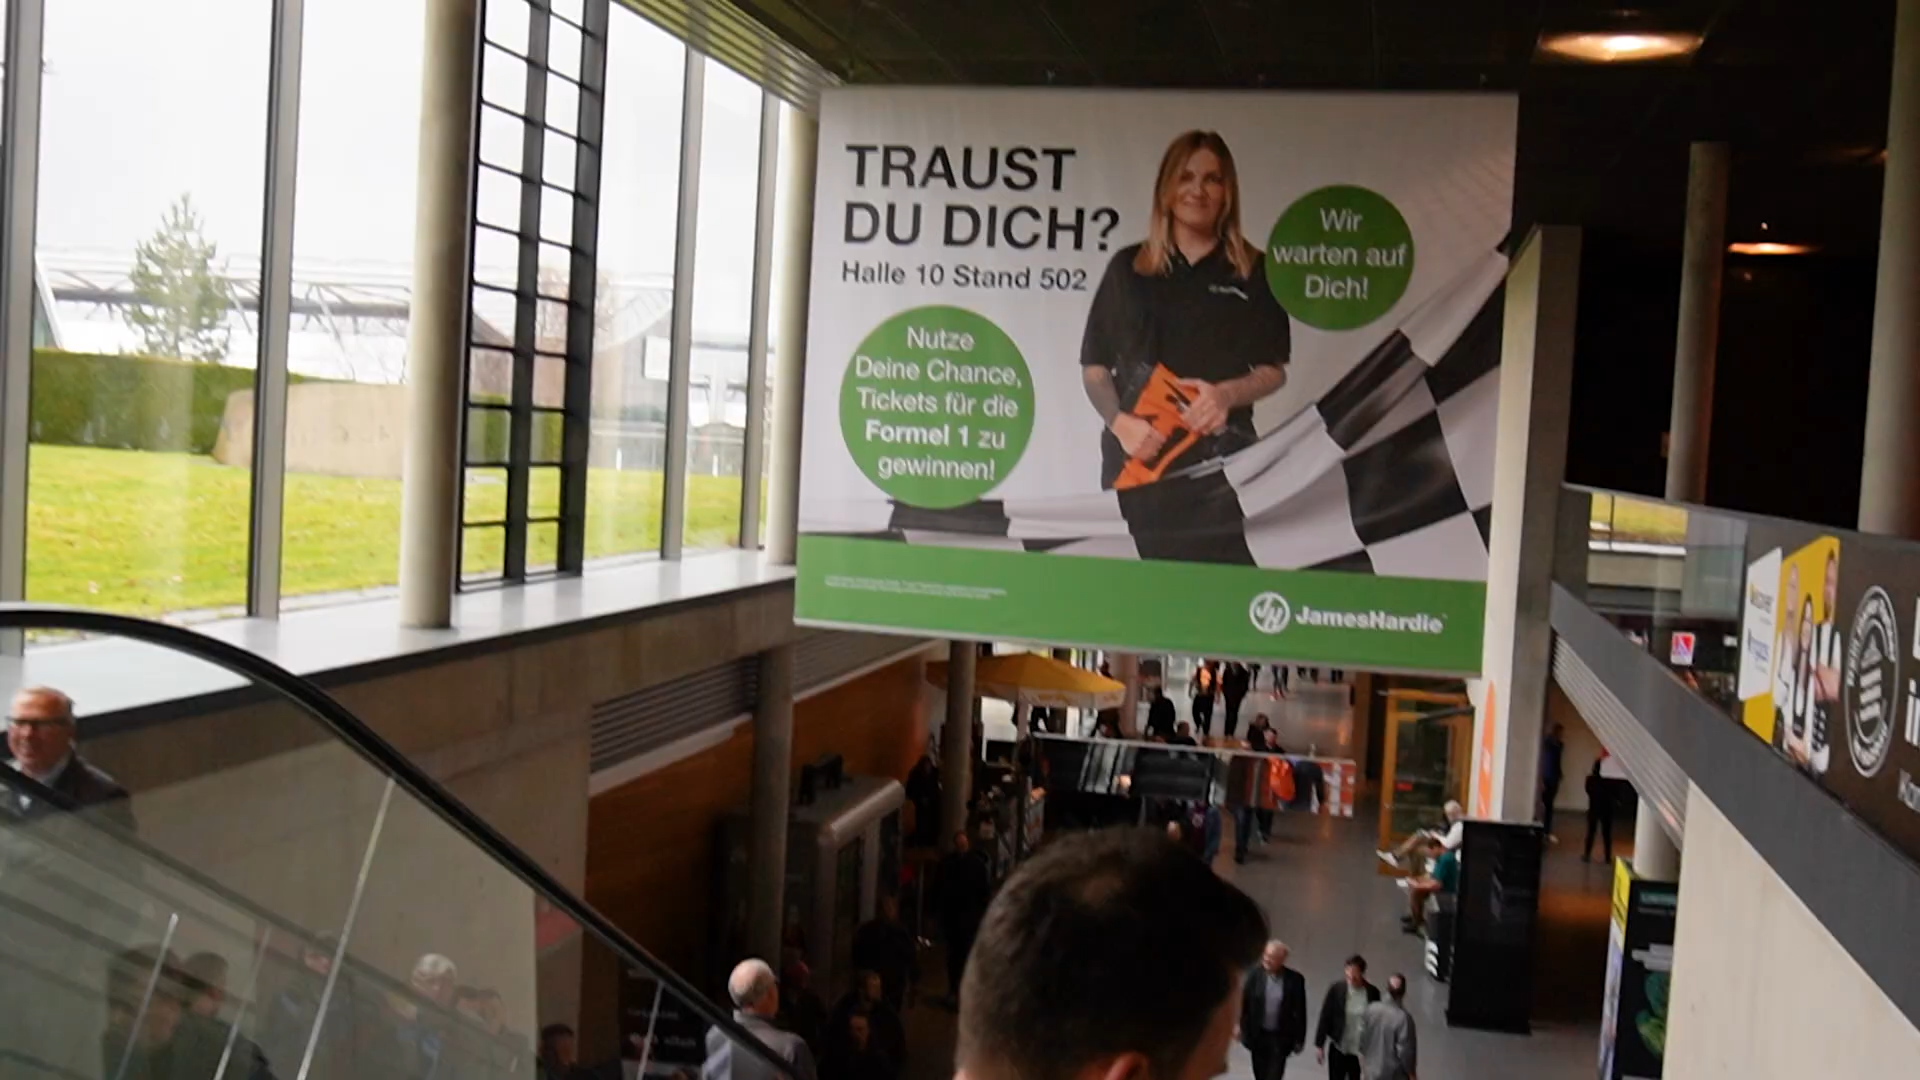 TRAUST
DU DICH?
Halle 10 Stand 502
Wir
warten auf
Dich!
Nutze
Deine Chance,
Tickets für die
Formel 1 zu
gewinnen!
JH JamesHardie